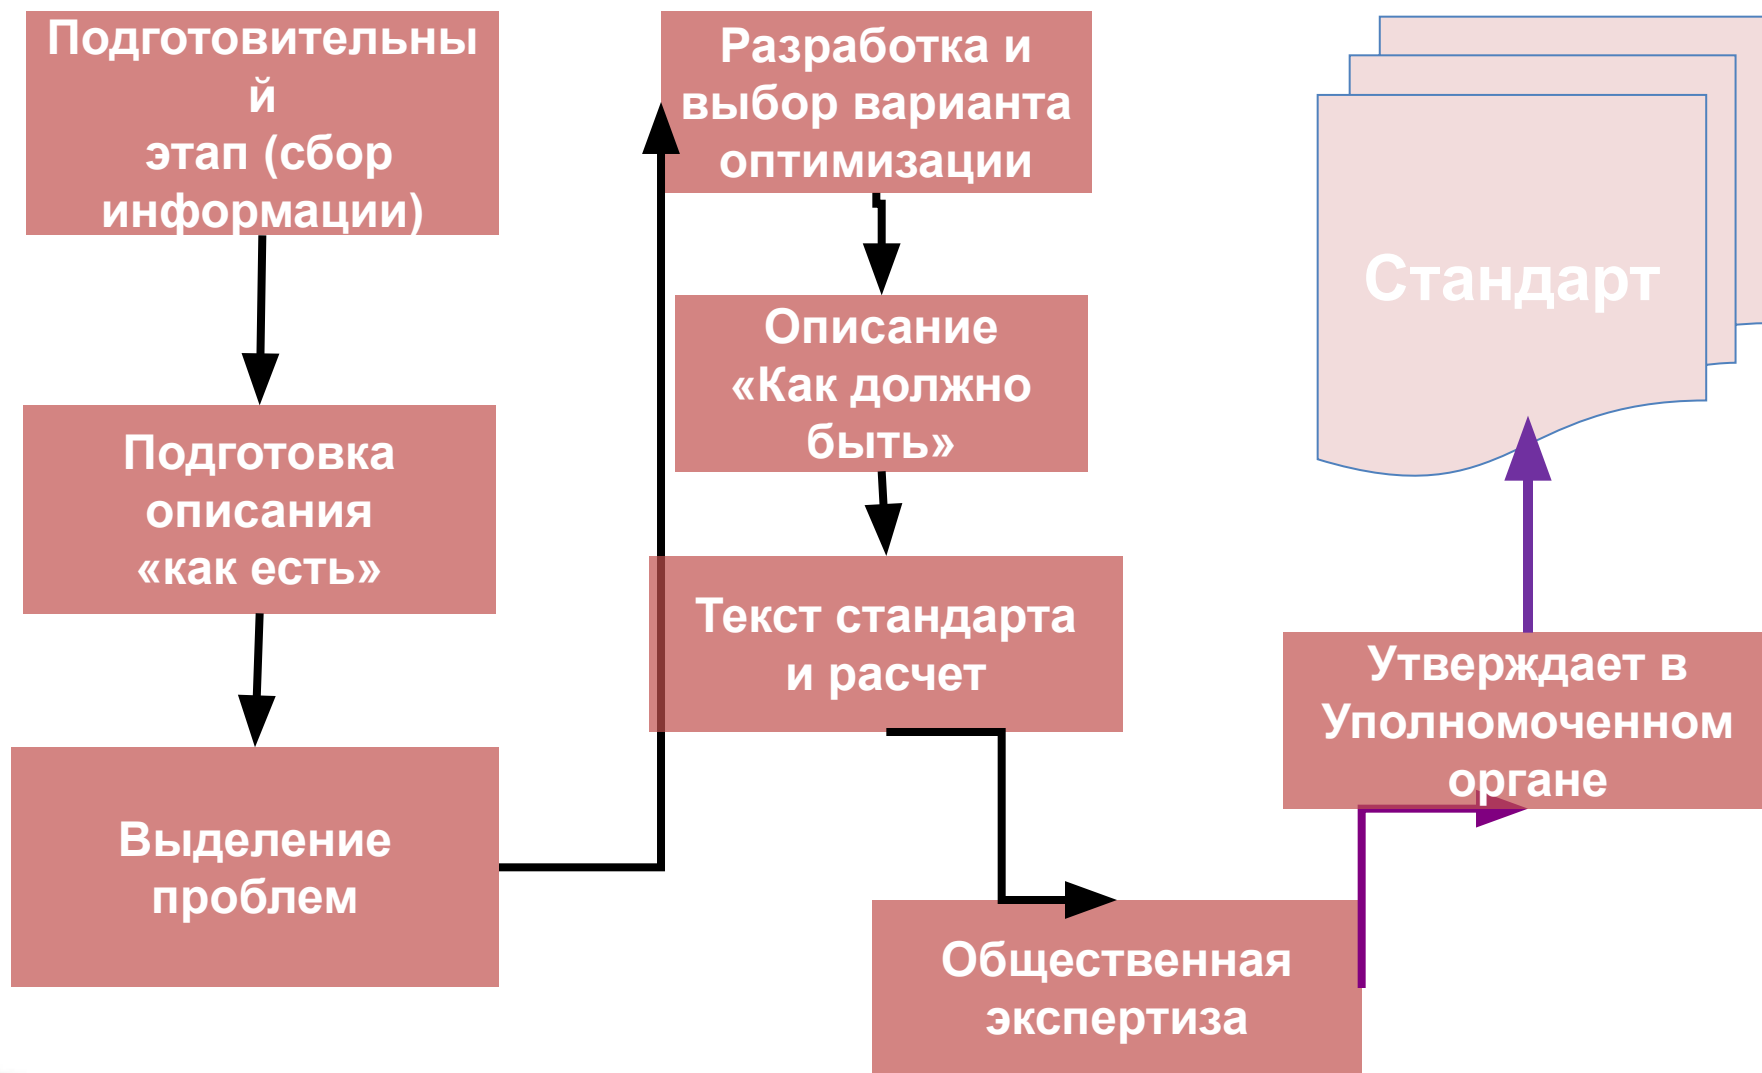 Подготовительны
й
этап (сбор
информации)
Подготовка
описания
«как есть»
Выделение
проблем
Разработка и
выбор варианта
оптимизации
Описание
«Как должно
быть»
Текст стандарта
и расчет
Общественная
экспертиза
Утверждает в
Уполномоченном
органе
Стандарт